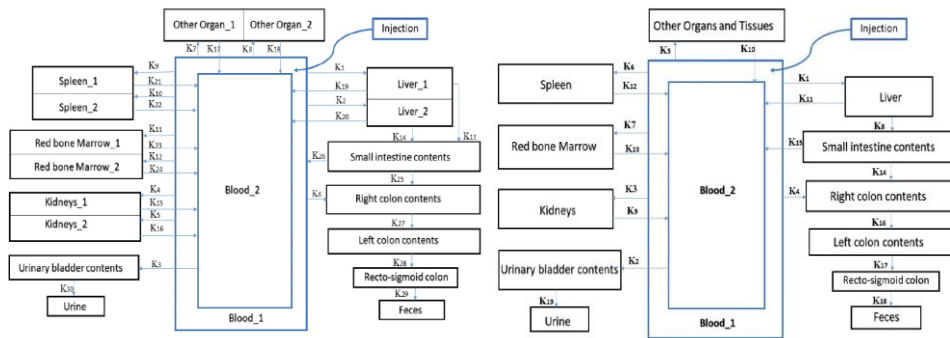 Other Organ_1
Other Organ_2
Injection
K7
K17
K8
K18
K9
Spleen_1
K21
K10
Spleen_2
K22
K1
K19
Liver_1
K2
Liver_2
K20
K14
K13
K11
Red bone Marrow_1
K23
K12
Red bone Marrow_2
K24
Blood_2
K26
Small intestine contents
K25
K4
Kidneys_1
K15
K5
Kidneys_2
K16
K6
Right colon contents
K27
Left colon contents
K28
Urinary bladder contents
K3
Recto-sigmoid colon
K30
K29
Urine
Blood_1
Feces
Other Organs and Tissues
Injection
K5
K10
K6
Spleen
K12
K1
K11
Liver
K8
K7
Red bone Marrow
K15
Small intestine contents
K14
Blood_2
K3
Kidneys
K9
K4
Right colon contents
K16
Left colon contents
K17
Urinary bladder contents
K2
Recto-sigmoid colon
K19
K18
Urine
Blood_1
Feces